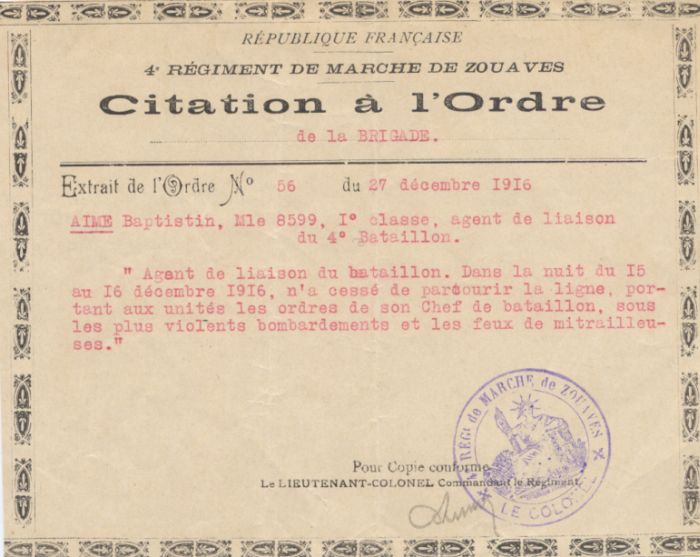 RÉPUBLIQUE FRANÇAISE
4e RÉGIMENT DE MARCHE DE ZOUAVES
Citation à l'Ordre
de la BRIGADE.
Extrait de l'Ordre No 56 du 27 décembre I9I6
AIME Baptistin, Mle 8599, I° classe, agent de liaison
du 4° Bataillon.
" Agent de liaison du bataillon. Dans la nuit du I5
au I6 décembre I9I6, n'a cessé de parcourir la ligne, por-
tant aux unités les ordres de son Chef de bataillon, sous
les plus violents bombardements et les feux de mitrailleu-
ses."
Pour Copie conforme
Le LIEUTENANT-COLONEL Commandant le Régiment.
RÉGt de MARCHE de ZOUAVES
LE COLONEL